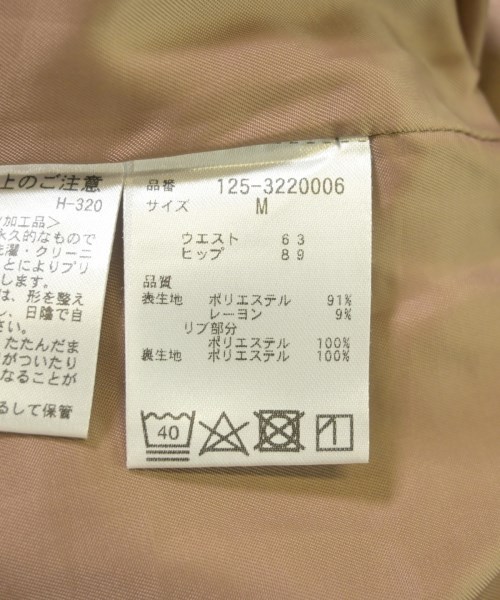 上のご注意
H-320
加工品＞
久的なもので
洗濯・クリーニ
とによりプリ
します。
は、形を整え
し、日陰で自
さい。
たたんだま
がついたり
なることが
るして保管
品番 125-3220006
サイズ M
ウエスト 63
ヒップ 89
品質
表生地 ポリエステル 91%
レーヨン 9%
リブ部分
ポリエステル 100%
裏生地 ポリエステル 100%
40